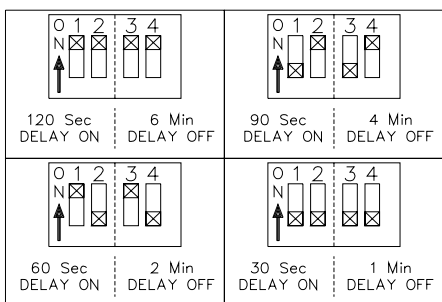 O 1 2 3 4
N
120 Sec 6 Min
DELAY ON DELAY OFF
O 1 2 3 4
N
90 Sec 4 Min
DELAY ON DELAY OFF
O 1 2 3 4
N
60 Sec 2 Min
DELAY ON DELAY OFF
O 1 2 3 4
N
30 Sec 1 Min
DELAY ON DELAY OFF